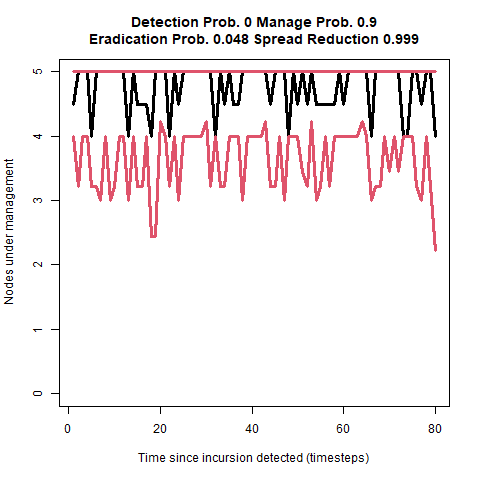 Detection Prob. 0 Manage Prob. 0.9
Eradication Prob. 0.048 Spread Reduction 0.999
5
4
3
2
1
0
Nodes under management
0 20 40 60 80
Time since incursion detected (timesteps)